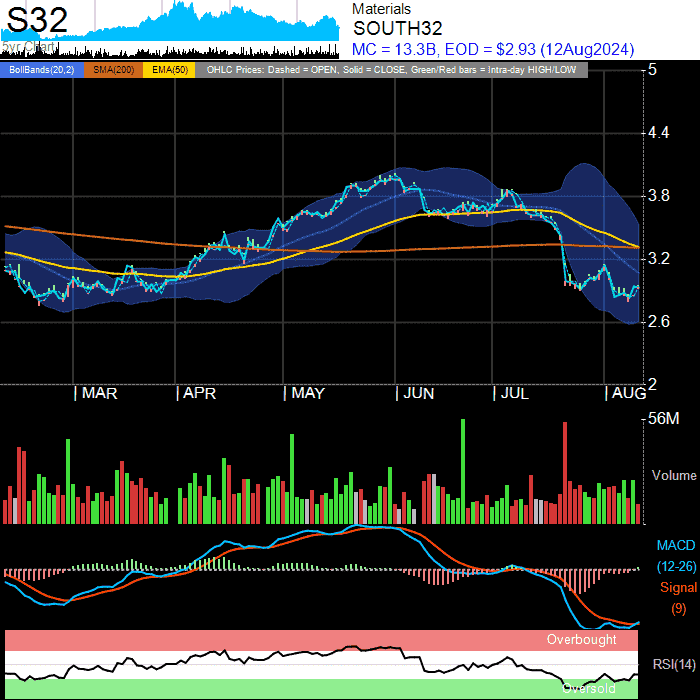 S32
5yr Chart
Materials
SOUTH32
MC = 13.3B, EOD = $2.93 (12Aug2024)
BollBands(20,2) SMA(200) EMA(50) OHLC Prices: Dashed = OPEN, Solid = CLOSE, Green/Red bars = Intra-day HIGH/LOW
5
4.4
3.8
3.2
2.6
2
MAR APR MAY JUN JUL AUG
56M
Volume
MACD
(12-26)
Signal
(9)
Overbought
RSI(14)
Oversold